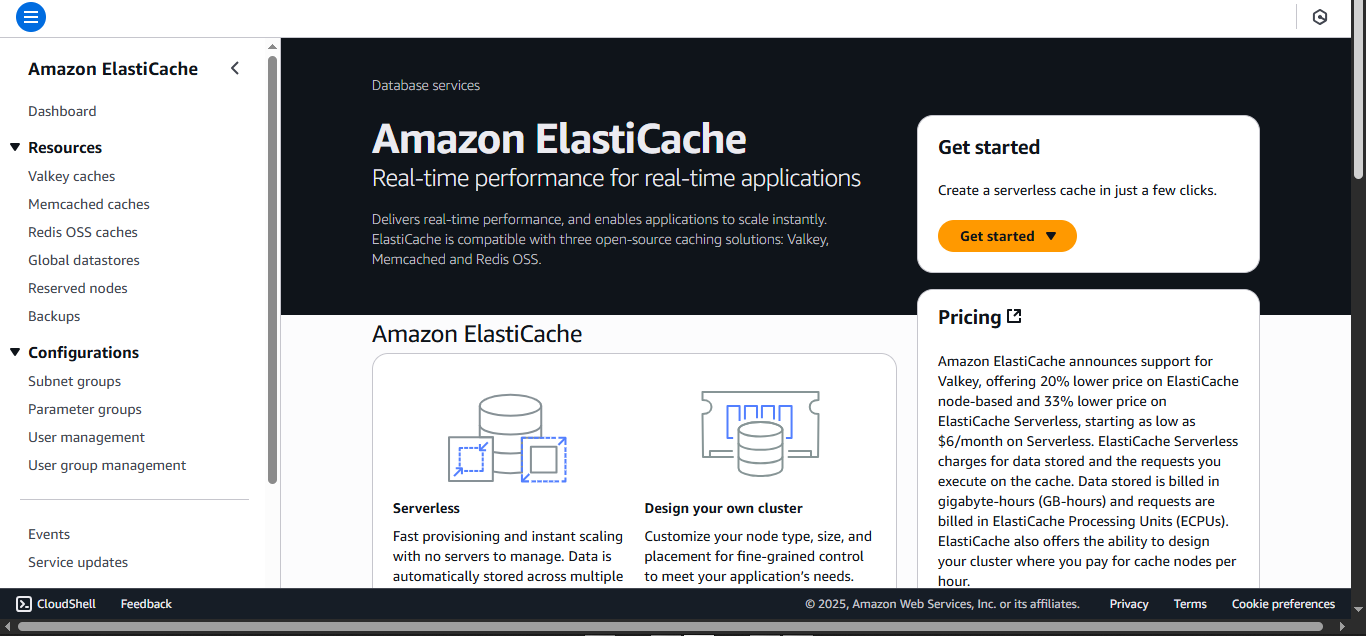 Amazon ElastiCache
Dashboard
Resources
Valkey caches
Memcached caches
Redis OSS caches
Global datastores
Reserved nodes
Backups
Configurations
Subnet groups
Parameter groups
User management
User group management
Events
Service updates
Database services
Amazon ElastiCache
Real-time performance for real-time applications
Delivers real-time performance, and enables applications to scale instantly.
ElastiCache is compatible with three open-source caching solutions: Valkey,
Memcached and Redis OSS.
Get started
Create a serverless cache in just a few clicks.
Get started
Amazon ElastiCache
Serverless
Fast provisioning and instant scaling
with no servers to manage. Data is
automatically stored across multiple
Design your own cluster
Customize your node type, size, and
placement for fine-grained control
to meet your application’s needs.
Pricing
Amazon ElastiCache announces support for
Valkey, offering 20% lower price on ElastiCache
node-based and 33% lower price on
ElastiCache Serverless, starting as low as
$6/month on Serverless. ElastiCache Serverless
charges for data stored and the requests you
execute on the cache. Data stored is billed in
gigabyte-hours (GB-hours) and requests are
billed in ElastiCache Processing Units (ECPUs).
ElastiCache also offers the ability to design
your cluster where you pay for cache nodes per
hour.
CloudShell
Feedback
© 2025, Amazon Web Services, Inc. or its affiliates.
Privacy
Terms
Cookie preferences